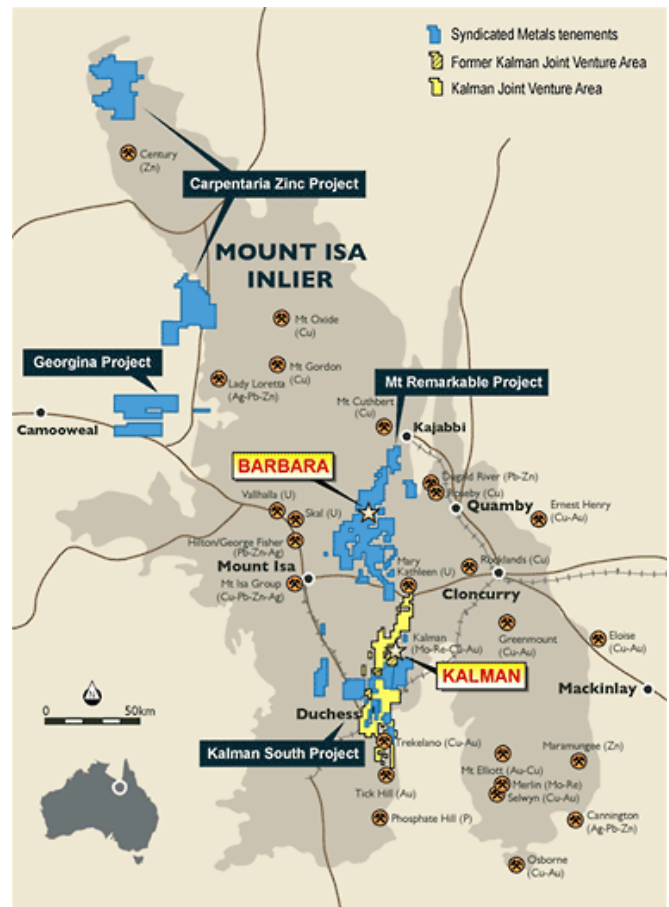 Syndicated Metals tenements
Former Kalman Joint Venture Area
Kalman Joint Venture Area
Century
(Zn)
Carpentaria Zinc Project
MOUNT ISA
INLIER
Mt Oxide
(Cu)
Georgina Project
Mt Gordon
(Cu)
Lady Loretta
(Ag-Pb-Zn)
Mt Remarkable Project
Mt Cuthbert
(Cu)
Camooweal
Kajabbi
BARBARA
Dugald River (Pb-Zn)
Roseby (Cu)
Vallhalla (U)
Skal (U)
Quamby
Ernest Henry
(Cu-Au)
Hilton/George Fisher
(Pb-Zn-Ag)
Mary
Kathleen (U)
Rocklands (Cu)
Mount Isa
Mt Isa Group
(Cu-Pb-Zn-Ag)
Cloncurry
Kalman
(Mo-Re-Cu-Au)
Greenmount
(Cu-Au)
Eloise
(Cu-Au)
KALMAN
Mackinlay
0
50km
Duchess
Kalman South Project
Trekelano (Cu-Au)
Maramungee (Zn)
Mt Elliott (Au-Cu)
Merlin (Mo-Re)
Selwyn (Cu-Au)
Tick Hill (Au)
Phosphate Hill (P)
Cannington
(Ag-Pb-Zn)
Osborne
(Cu-Au)